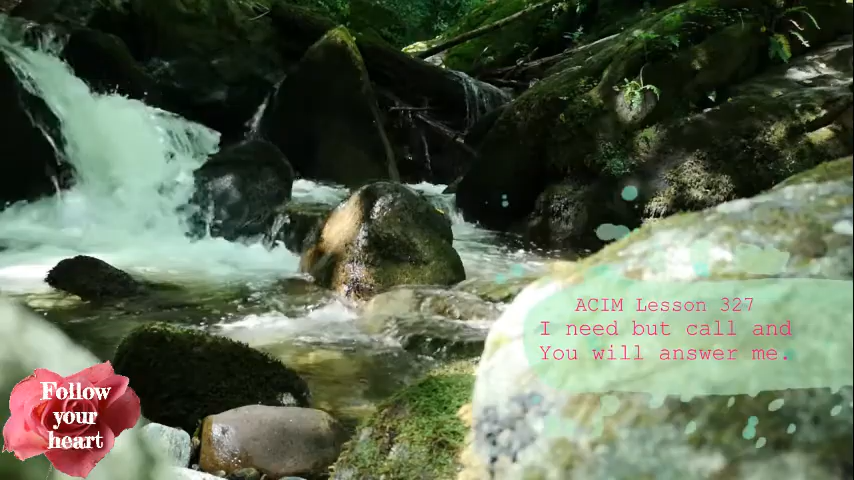 ACIM Lesson 327
I need but call and
You will answer me.
Follow
your
heart